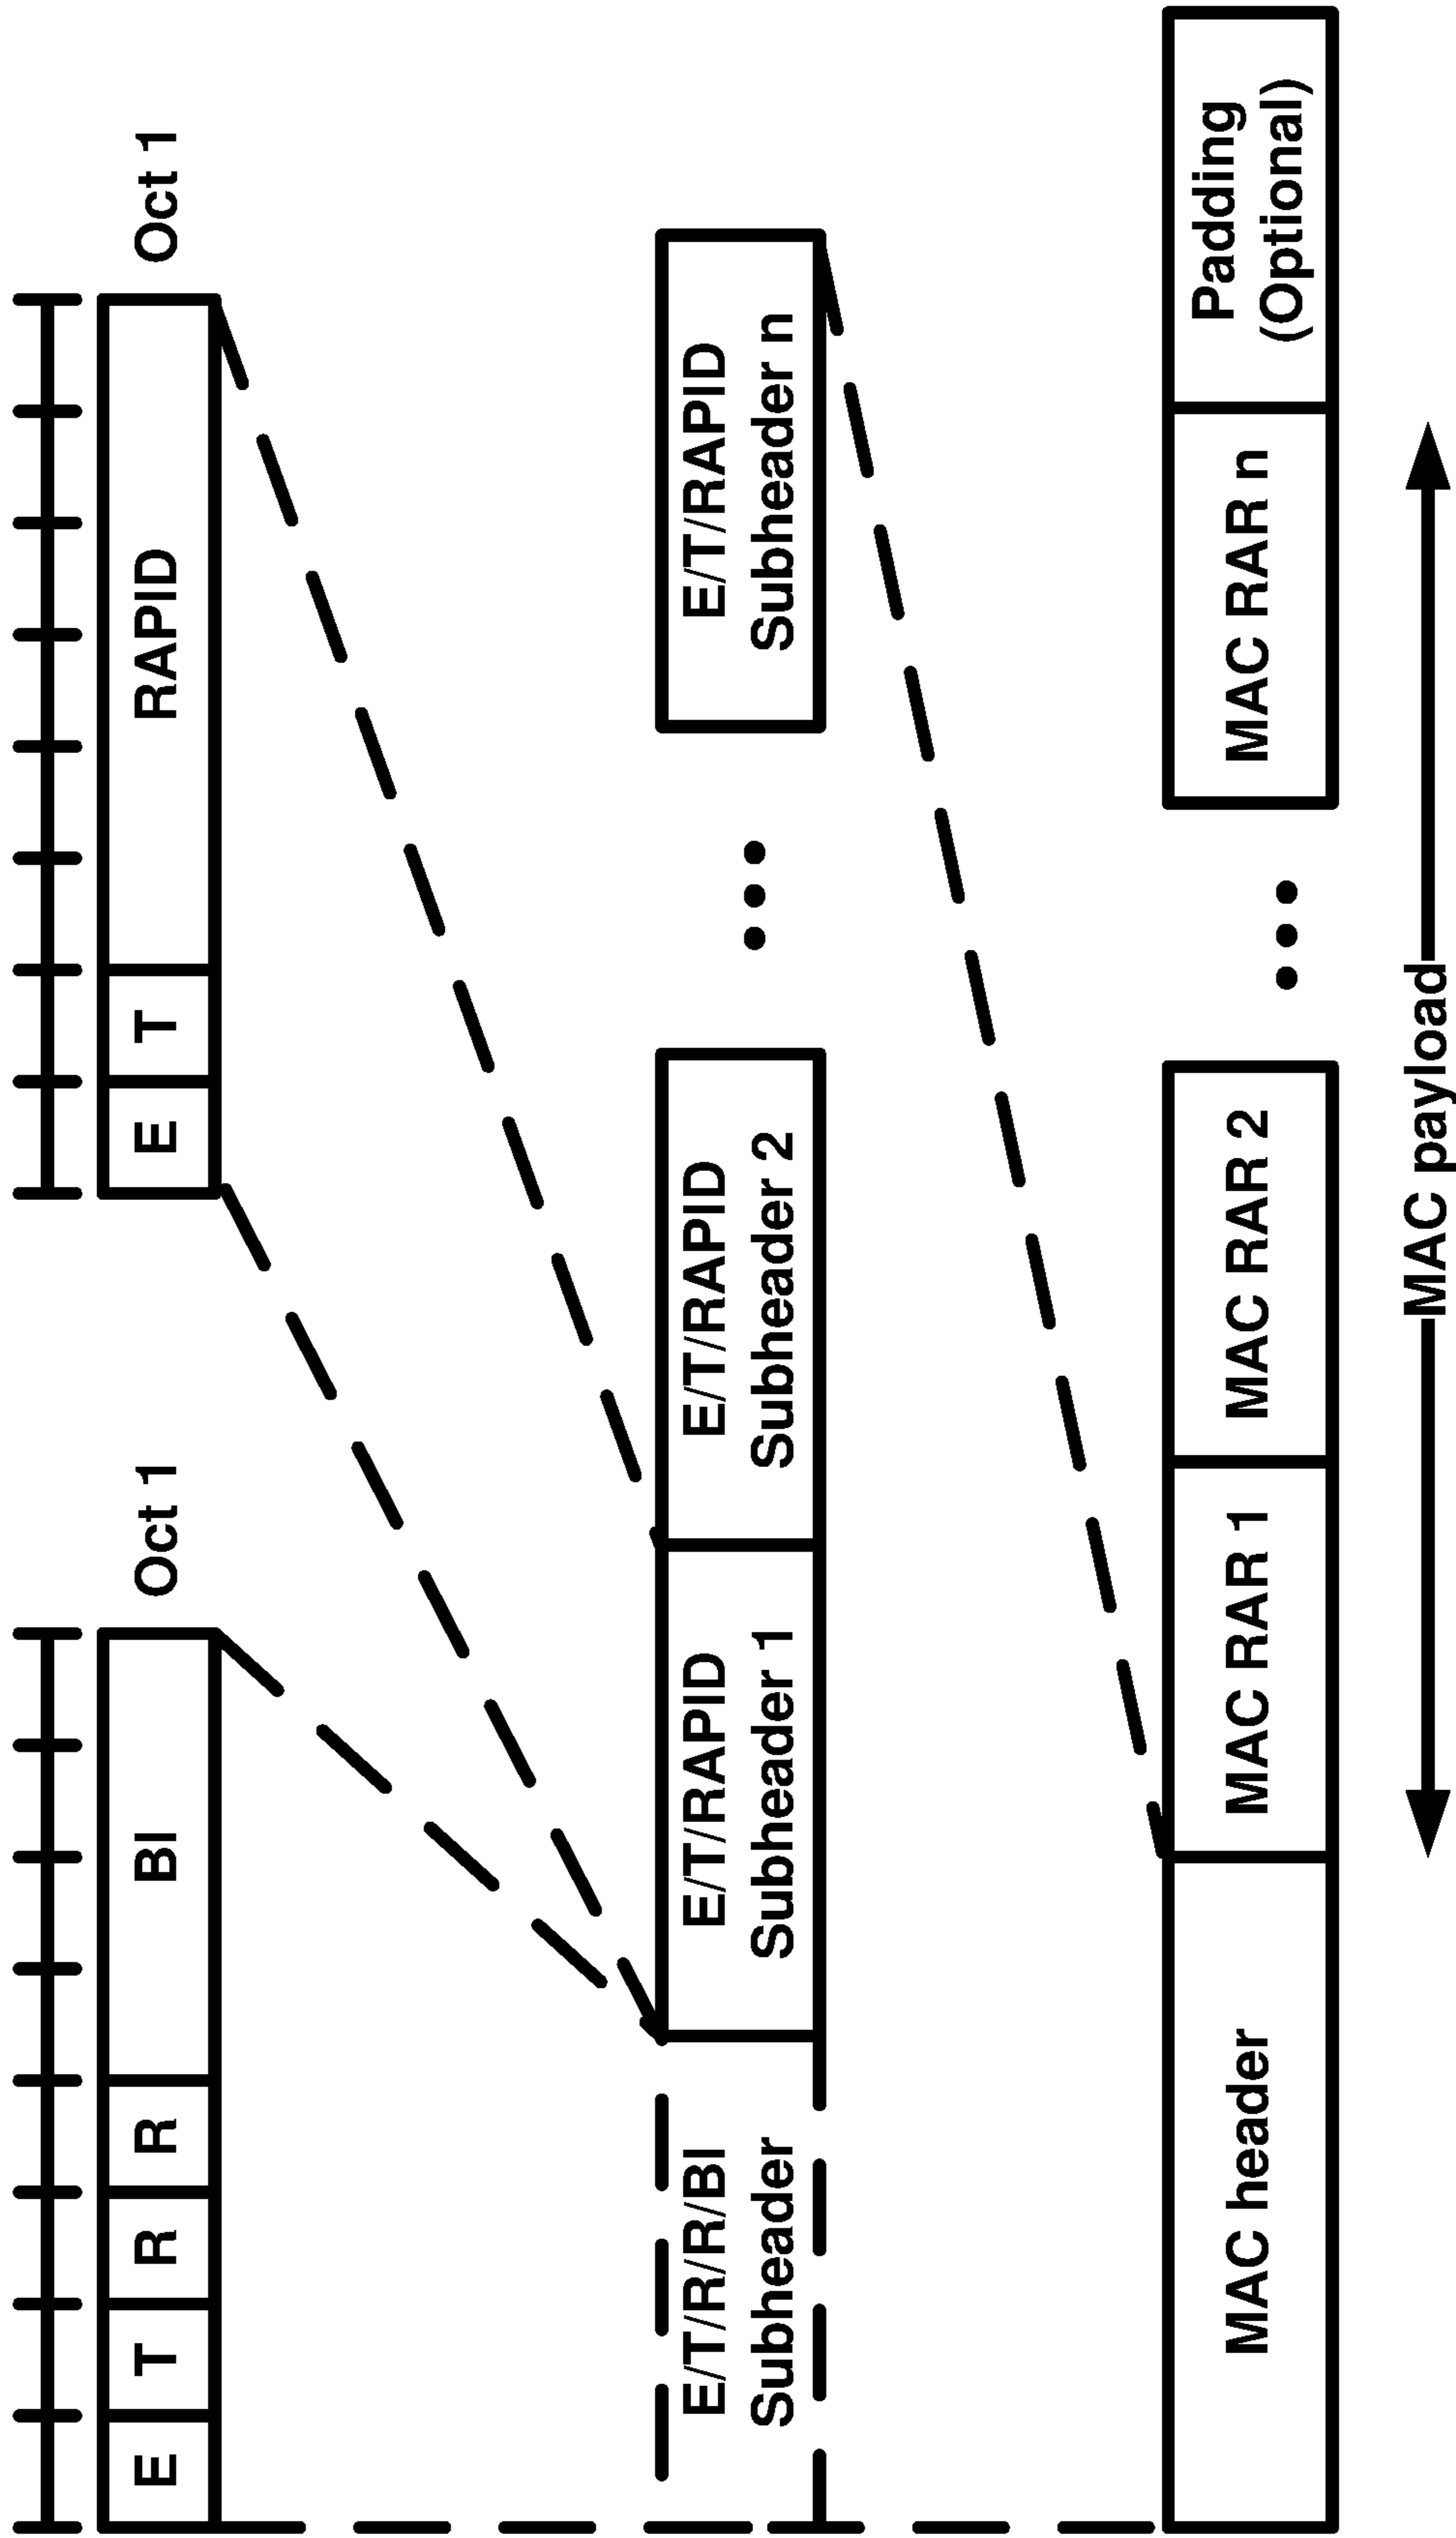 E T R R BI Oct 1
E T RAPID Oct 1
E/T/R/R/BI
Subheader
E/T/RAPID
Subheader 1
E/T/RAPID
Subheader 2
E/T/RAPID
Subheader n
MAC header
MAC RAR 1
MAC RAR 2
MAC RAR n
Padding
(Optional)
MAC payload